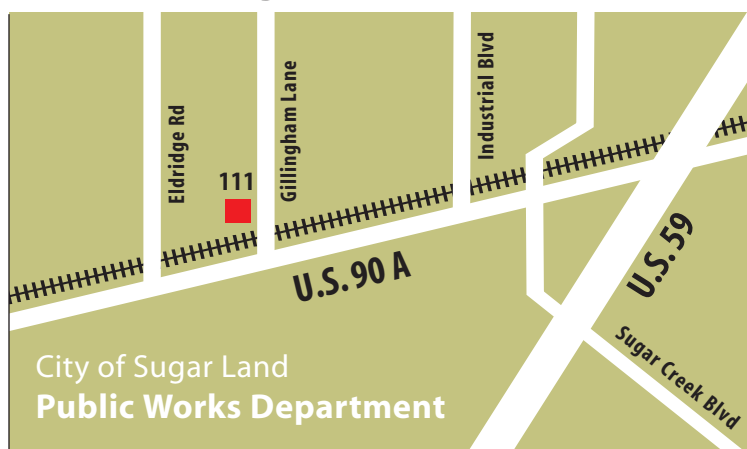 Eldridge Rd
111
Gillingham Lane
Industrial Blvd
U.S. 90 A
U.S. 59
Sugar Creek Blvd
City of Sugar Land
Public Works Department